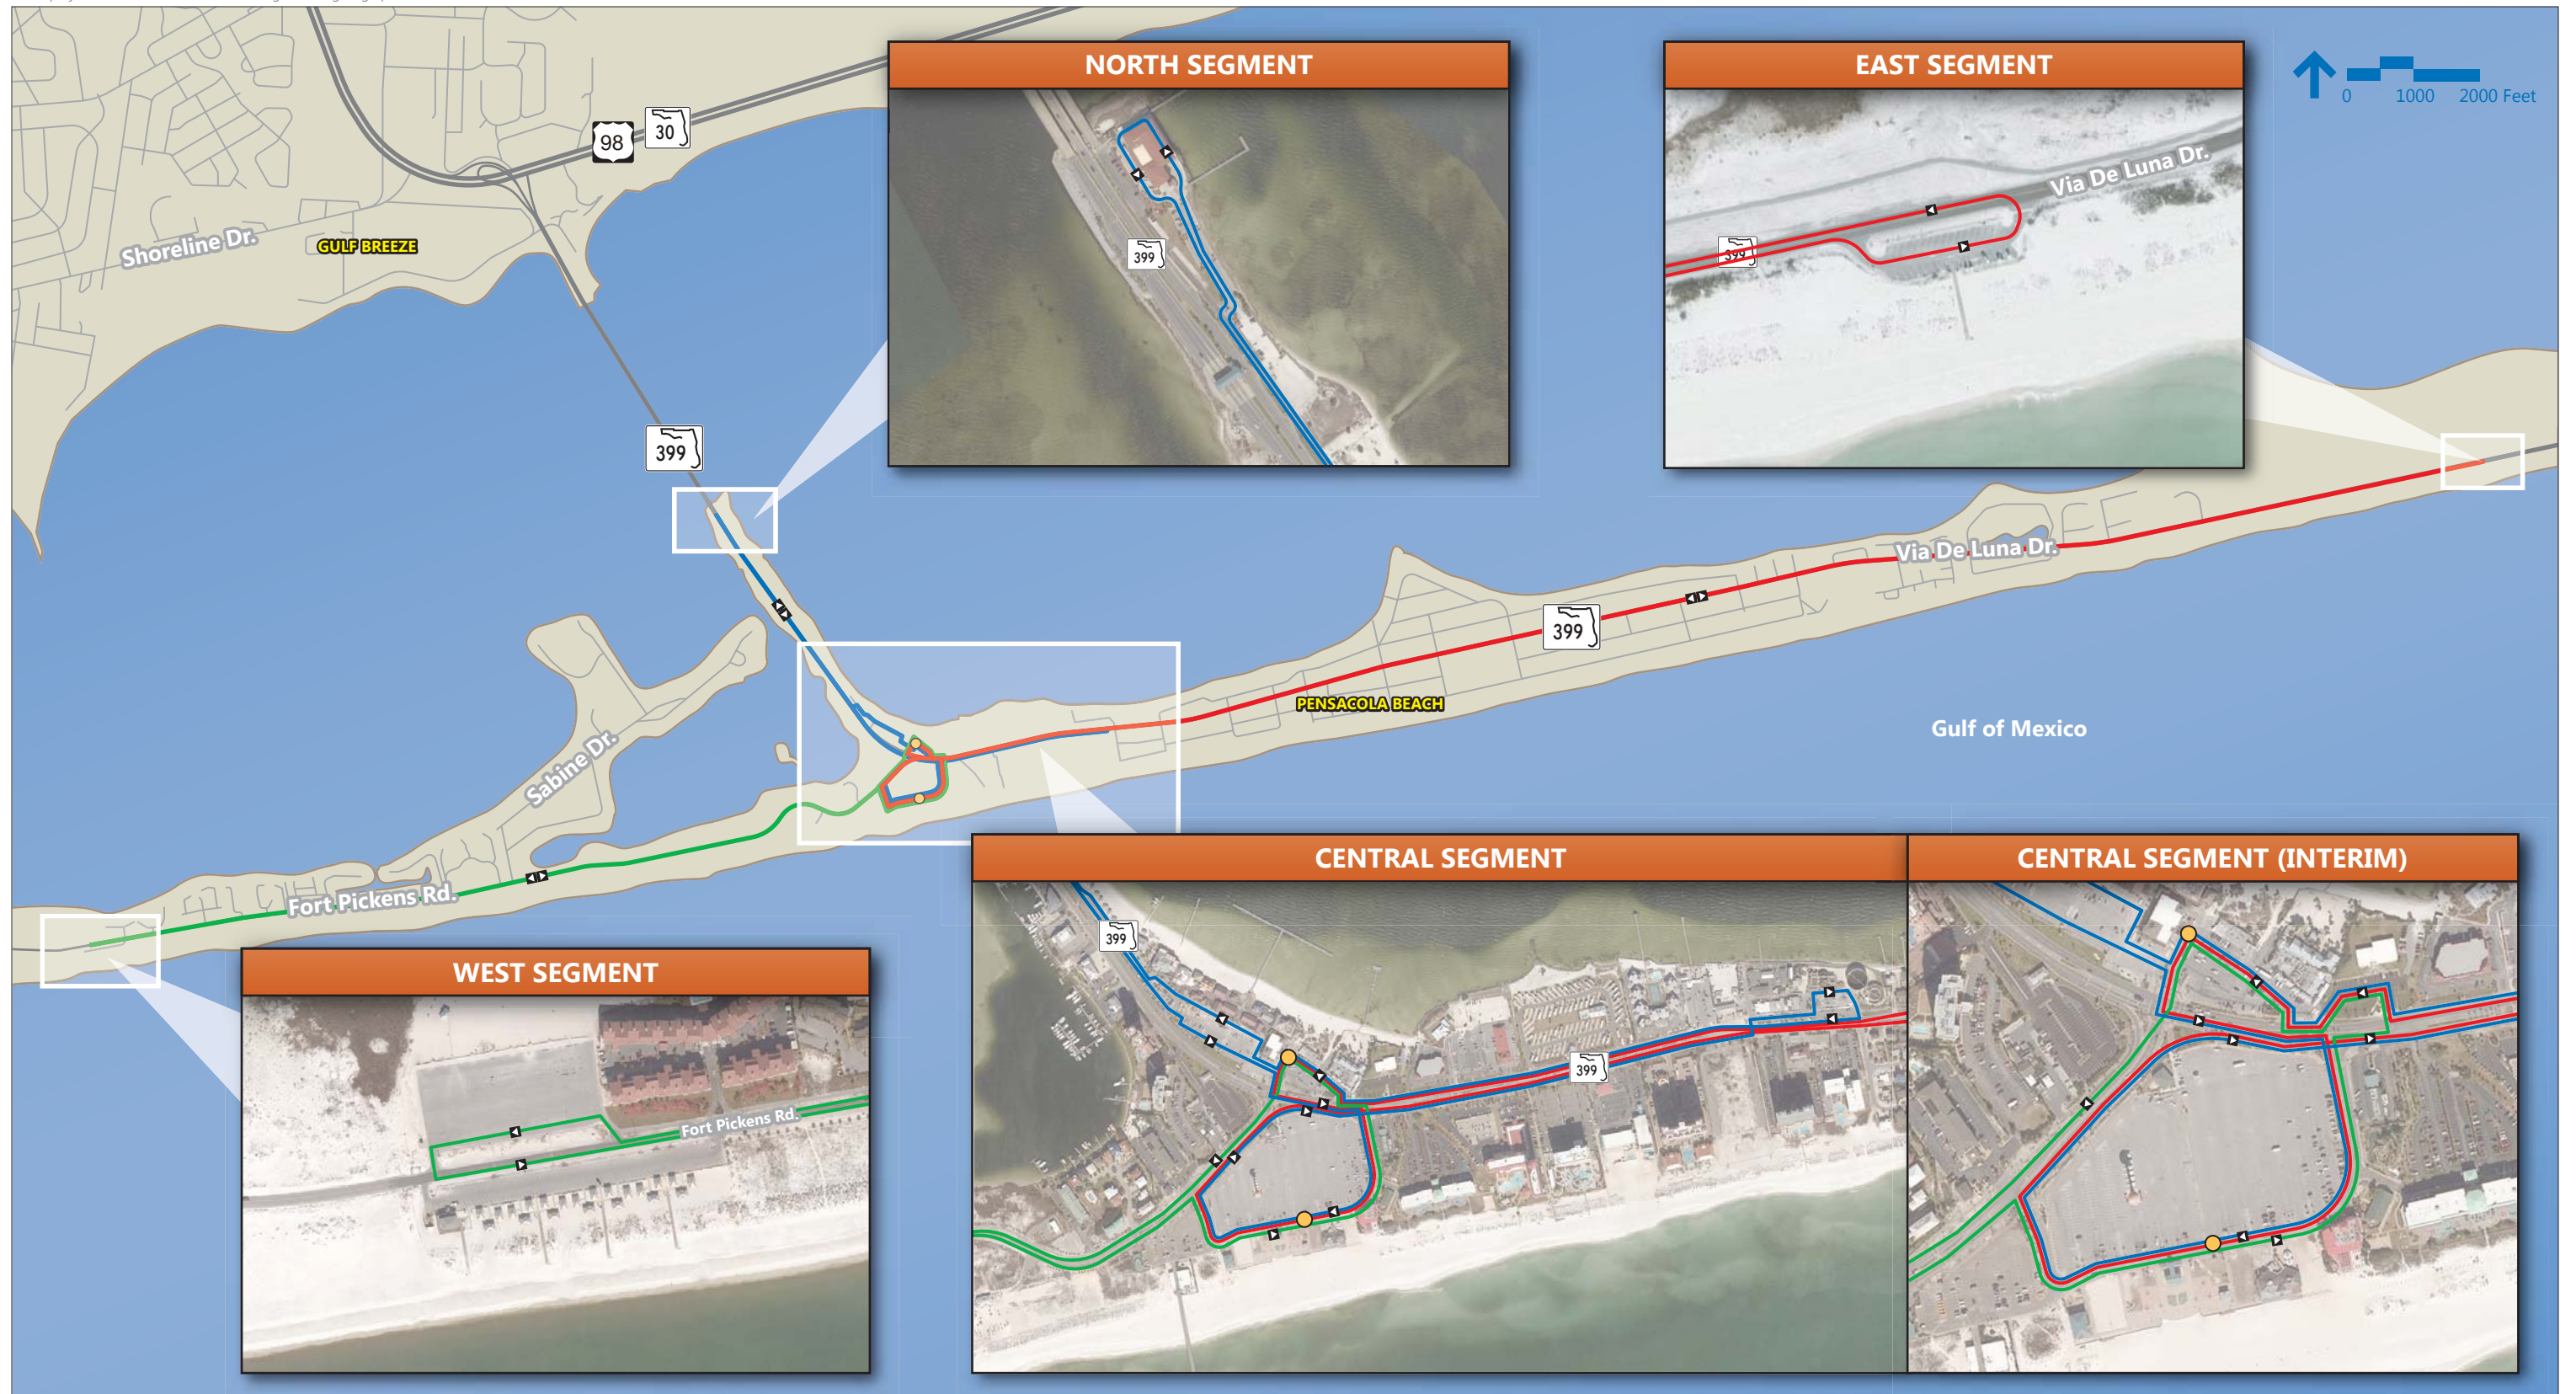 NORTH SEGMENT
EAST SEGMENT
0 1000 2000 Feet
30
98
Via De Luna Dr.
Shoreline Dr.
GULF BREEZE
399
399
399
Via De Luna Dr.
399
PENSACOLA BEACH
Gulf of Mexico
Sabine Dr.
CENTRAL SEGMENT
CENTRAL SEGMENT (INTERIM)
Fort Pickens Rd.
399
WEST SEGMENT
399
Fort Pickens Rd.